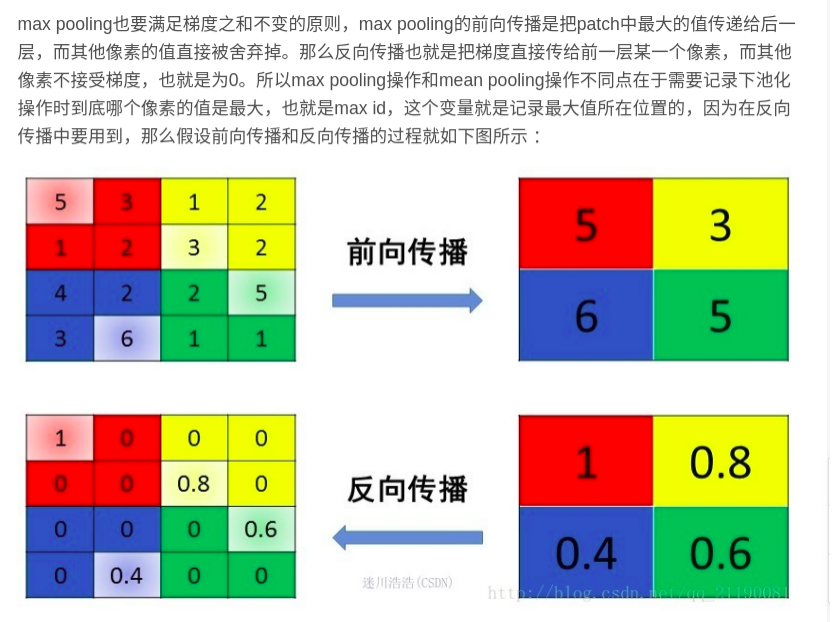 max pooling也要满足梯度之和不变的原则，max pooling的前向传播是把patch中最大的值传递给后一
层，而其他像素的值直接被舍弃掉。那么反向传播也就是把梯度直接传给前一层某一个像素，而其他
像素不接受梯度，也就是为0。所以max pooling操作和mean pooling操作不同点在于需要记录下池化
操作时到底哪个像素的值是最大，也就是max id，这个变量就是记录最大值所在位置的，因为在反向
传播中要用到，那么假设前向传播和反向传播的过程就如下图所示 ：
5 3 1 2
1 2 3 2
4 2 2 5
3 6 1 1
前向传播
5 3
6 5
1 0 0 0
0 0 0.8 0
0 0 0 0.6
0 0.4 0 0
反向传播
1 0.8
0.4 0.6
迷川浩浩(CSDN)
http://blog.csdn.net/qq_21190081